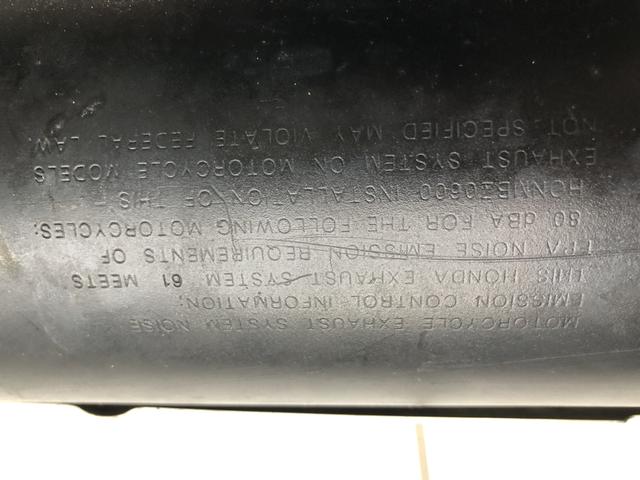 MOTORCYCLE EXHAUST SYSTEM NOISE
EMISSION CONTROL INFORMATION;
THIS HONDA EXHAUST SYSTEM 61 MEETS
EPA NOISE EMISSION REQUIREMENTS OF
80 dBA FOR THE FOLLOWING MOTORCYCLES:
INSTALLATION OF THIS
EXHAUST SYSTEM ON MOTORCYCLE MODELS
NOT SPECIFIED MAY VIOLATE FEDERAL LAW.